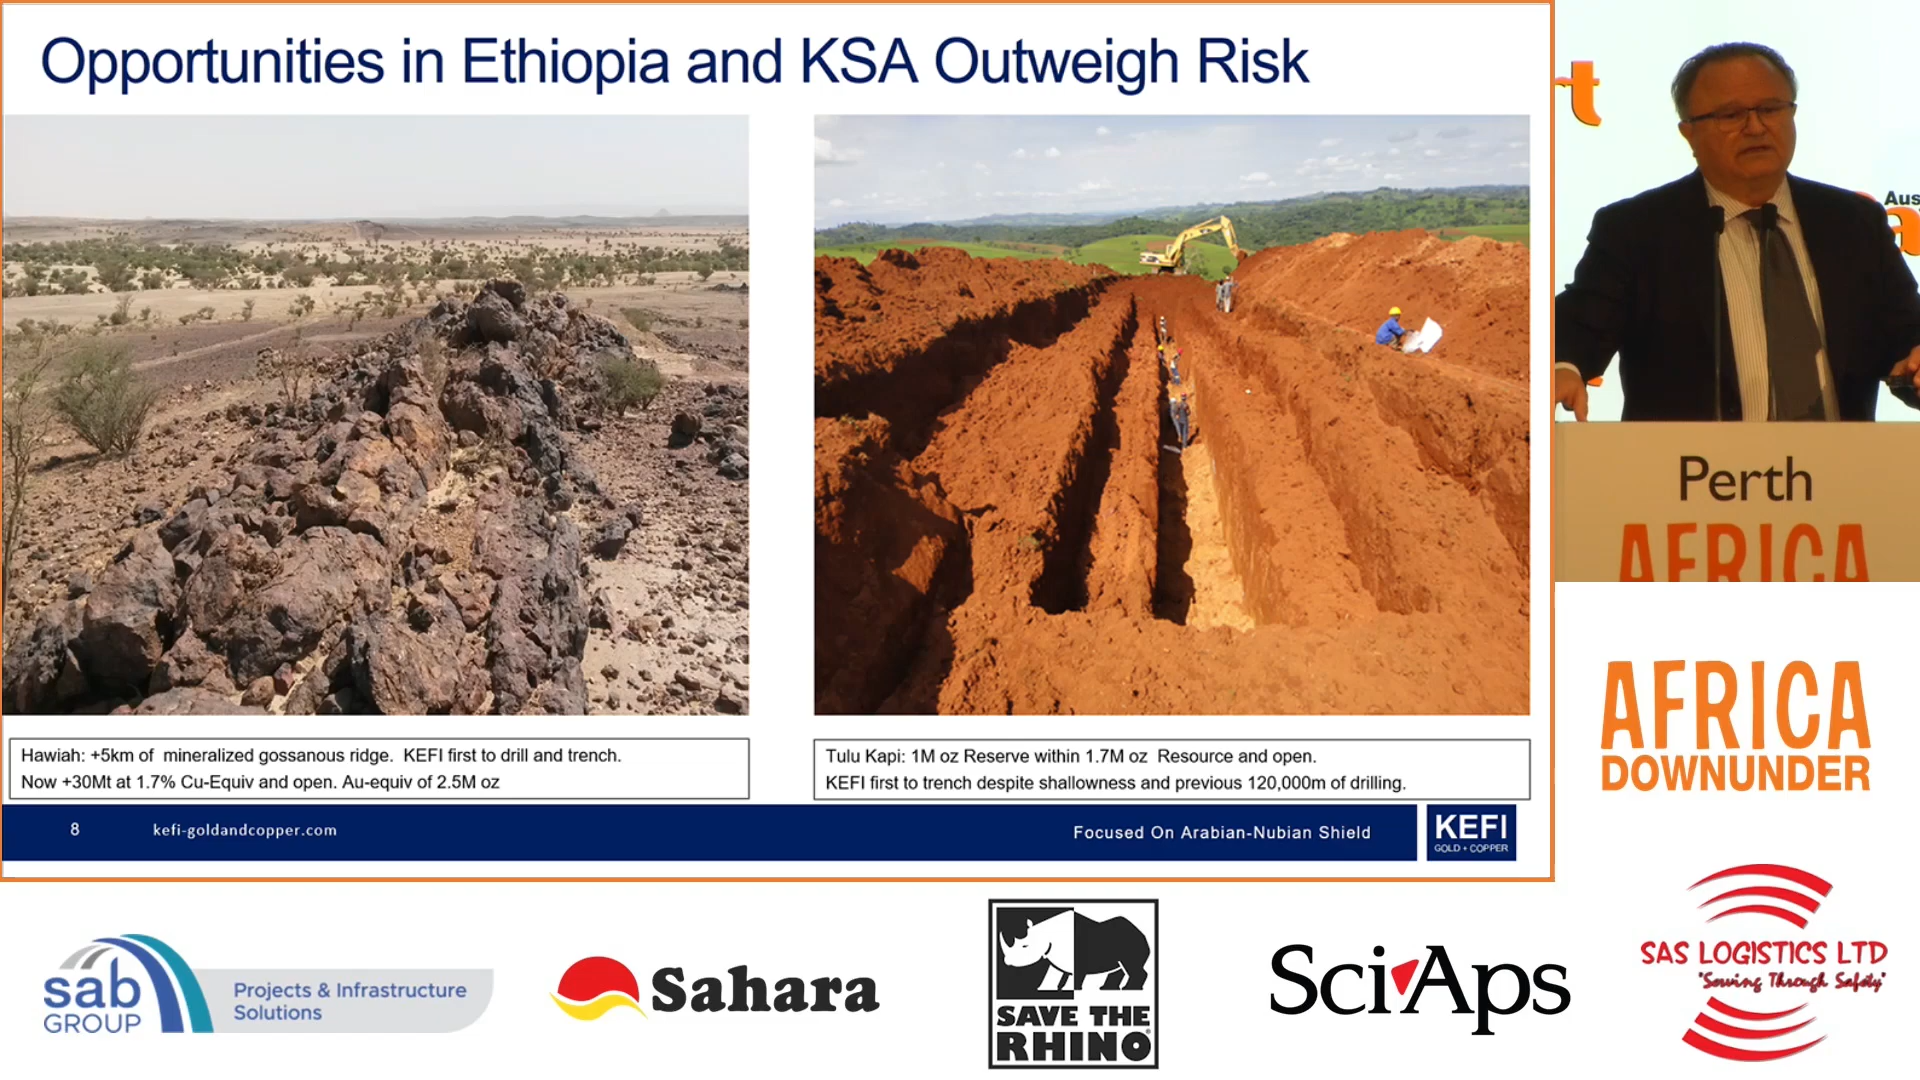 Opportunities in Ethiopia and KSA Outweigh Risk
Hawiah: +5km of mineralized gossanous ridge. KEFI first to drill and trench.
Now +30Mt at 1.7% Cu-Equiv and open. Au-equiv of 2.5M oz
Tulu Kapi: 1M oz Reserve within 1.7M oz Resource and open.
KEFI first to trench despite shallowness and previous 120,000m of drilling.
8
kefi-goldandcopper.com
Focused On Arabian-Nubian Shield
KEFI
GOLD + COPPER
Aus
Perth
AFRICA
AFRICA
DOWNUNDER
sab
GROUP
Projects & Infrastructure
Solutions
Sahara
SAVE THE
RHINO
SciAps
SAS LOGISTICS LTD